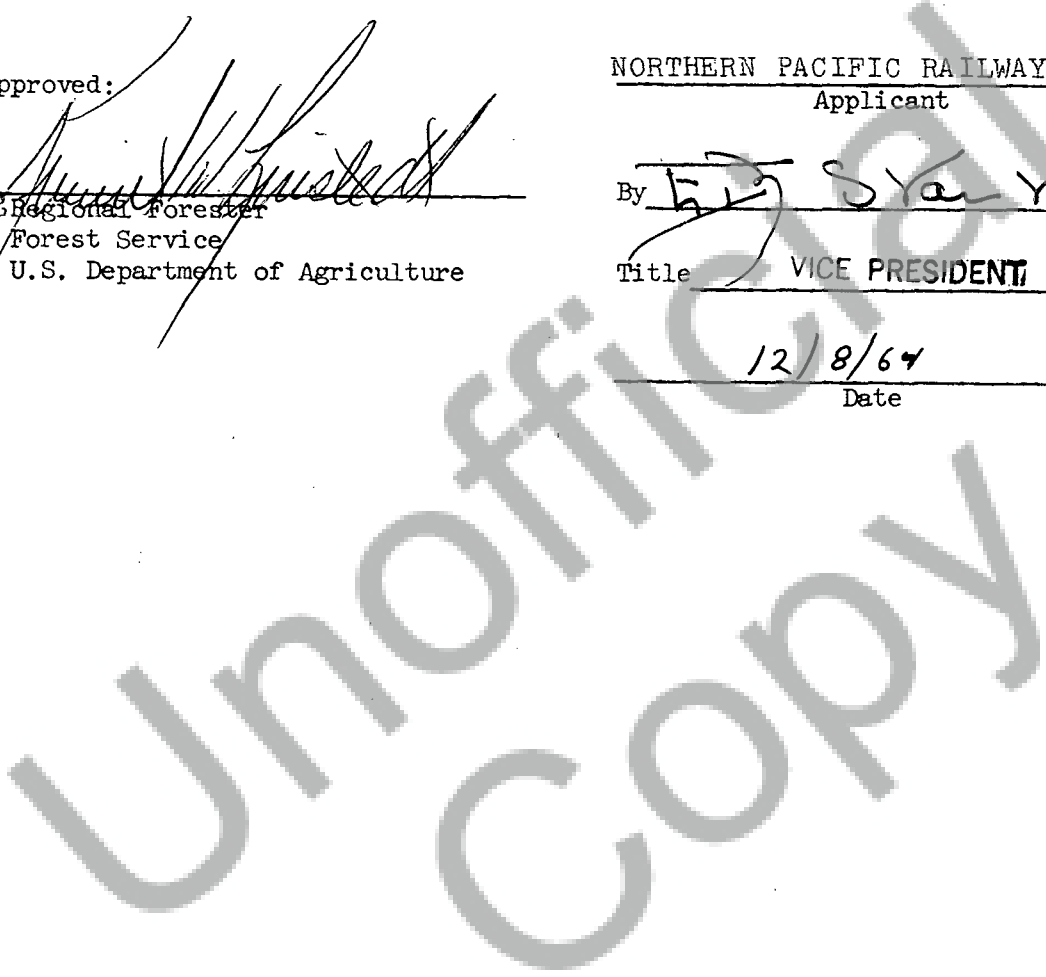 pproved:
Regional Forester
Forest Service
U.S. Department of Agriculture
NORTHERN PACIFIC RAILWAY
Applicant
By
Title VICE PRESIDENT
12/8/64
Date
Unofficial
Copy